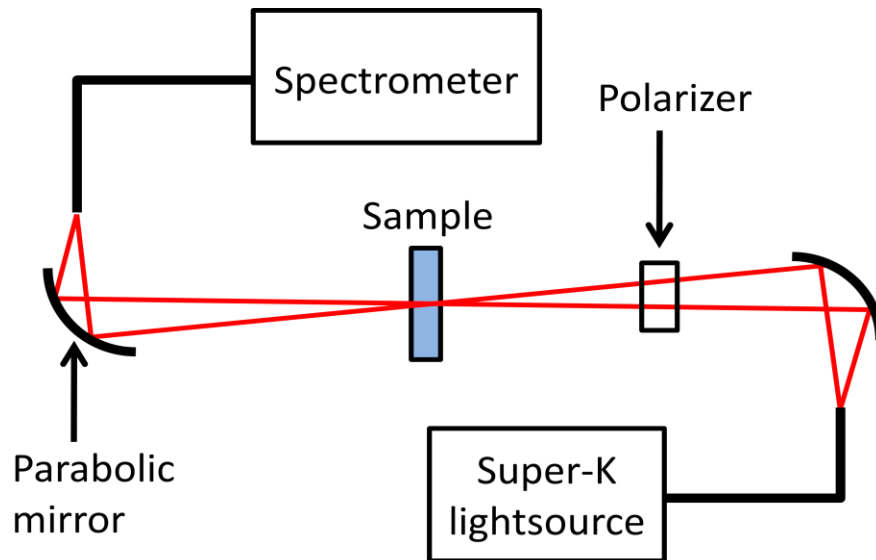 Spectrometer
Polarizer
Sample
Parabolic
mirror
Super-K
lightsource